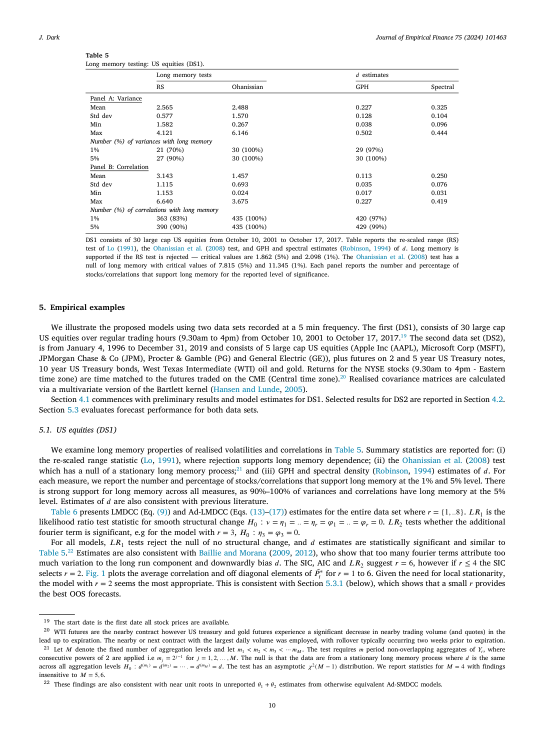 J. Dark
Journal of Empirical Finance 75 (2024) 101463
Table 5
Long memory testing: US equities (DS1).
Long memory tests d estimates
RS Ohanissian GPH Spectral
Panel A: Variance
Mean 2.565 2.488 0.227 0.325
Std dev 0.577 1.570 0.128 0.104
Min 1.582 0.267 0.038 0.096
Max 4.121 6.146 0.502 0.444
Number (%) of variances with long memory
1% 21 (70%) 30 (100%) 29 (97%)
5% 27 (90%) 30 (100%) 30 (100%)
Panel B: Correlation
Mean 3.143 1.457 0.113 0.250
Std dev 1.115 0.693 0.035 0.076
Min 1.153 0.024 0.017 0.031
Max 6.640 3.675 0.227 0.419
Number (%) of correlations with long memory
1% 363 (83%) 435 (100%) 420 (97%)
5% 390 (90%) 435 (100%) 429 (99%)
DS1 consists of 30 large cap US equities from October 10, 2001 to October 17, 2017. Table reports the re-scaled range (RS)
test of Lo (1991), the Ohanissian et al. (2008) test, and GPH and spectral estimates (Robinson, 1994) of d. Long memory is
supported if the RS test is rejected — critical values are 1.862 (5%) and 2.098 (1%). The Ohanissian et al. (2008) test has a
null of long memory with critical values of 7.815 (5%) and 11.345 (1%). Each panel reports the number and percentage of
stocks/correlations that support long memory for the reported level of significance.
5. Empirical examples
We illustrate the proposed models using two data sets recorded at a 5 min frequency. The first (DS1), consists of 30 large cap
US equities over regular trading hours (9.30am to 4pm) from October 10, 2001 to October 17, 2017.19 The second data set (DS2),
is from January 4, 1996 to December 31, 2019 and consists of 5 large cap US equities (Apple Inc (AAPL), Microsoft Corp (MSFT),
JPMorgan Chase & Co (JPM), Procter & Gamble (PG) and General Electric (GE)), plus futures on 2 and 5 year US Treasury notes,
10 year US Treasury bonds, West Texas Intermediate (WTI) oil and gold. Returns for the NYSE stocks (9.30am to 4pm - Eastern
time zone) are time matched to the futures traded on the CME (Central time zone).20 Realised covariance matrices are calculated
via a multivariate version of the Bartlett kernel (Hansen and Lunde, 2005).
Section 4.1 commences with preliminary results and model estimates for DS1. Selected results for DS2 are reported in Section 4.2.
Section 5.3 evaluates forecast performance for both data sets.
5.1. US equities (DS1)
We examine long memory properties of realised volatilities and correlations in Table 5. Summary statistics are reported for: (i)
the re-scaled range statistic (Lo, 1991), where rejection supports long memory dependence; (ii) the Ohanissian et al. (2008) test
which has a null of a stationary long memory process;21 and (iii) GPH and spectral density (Robinson, 1994) estimates of d. For
each measure, we report the number and percentage of stocks/correlations that support long memory at the 1% and 5% level. There
is strong support for long memory across all measures, as 90%–100% of variances and correlations have long memory at the 5%
level. Estimates of d are also consistent with previous literature.
Table 6 presents LMDCC (Eq. (9)) and Ad-LMDCC (Eqs. (13)–(17)) estimates for the entire data set where r = {1,..8}. LR1 is the
likelihood ratio test statistic for smooth structural change H0 : ν = η1 = .. = ηr = φ1 = .. = φr = 0. LR2 tests whether the additional
fourier term is significant, e.g for the model with r = 3, H0 : η3 = φ3 = 0.
For all models, LR1 tests reject the null of no structural change, and d estimates are statistically significant and similar to
Table 5.22 Estimates are also consistent with Baillie and Morana (2009, 2012), who show that too many fourier terms attribute too
much variation to the long run component and downwardly bias d. The SIC, AIC and LR2 suggest r = 6, however if r ≤ 4 the SIC
selects r = 2. Fig. 1 plots the average correlation and off diagonal elements of for r = 1 to 6. Given the need for local stationarity,
the model with r = 2 seems the most appropriate. This is consistent with Section 5.3.1 (below), which shows that a small r provides
the best OOS forecasts.
19 The start date is the first date all stock prices are available.
20 WTI futures are the nearby contract however US treasury and gold futures experience a significant decrease in nearby trading volume (and quotes) in the
lead up to expiration. The nearby or next contract with the largest daily volume was employed, with rollover typically occurring two weeks prior to expiration.
21 Let M denote the fixed number of aggregation levels and let m1 < m2 < m3 < ⋯ mM. The test requires m period non-overlapping aggregates of Yt, where
consecutive powers of 2 are applied i.e mj = 2^(j−1) for j = 1, 2, … , M. The null is that the data are from a stationary long memory process where d is the same
across all aggregation levels H0 : d(m1) = d(m2) = ⋯ = d(mM) = d. The test has an asymptotic χ2(M − 1) distribution. We report statistics for M = 4 with findings
insensitive to M = 5, 6.
22 These findings are also consistent with near unit roots in unreported θ1 + θ2 estimates from otherwise equivalent Ad-SMDCC models.
10